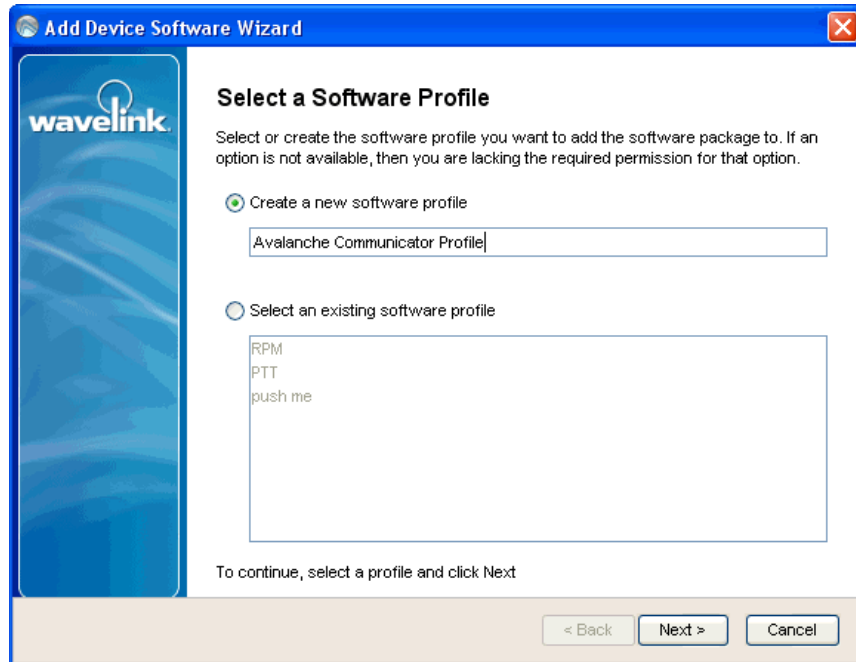 Add Device Software Wizard
wavelink
Select a Software Profile
Select or create the software profile you want to add the software package to. If an
option is not available, then you are lacking the required permission for that option.
Create a new software profile
Avalanche Communicator Profile
Select an existing software profile
RPM
PTT
push me
To continue, select a profile and click Next
< Back
Next >
Cancel